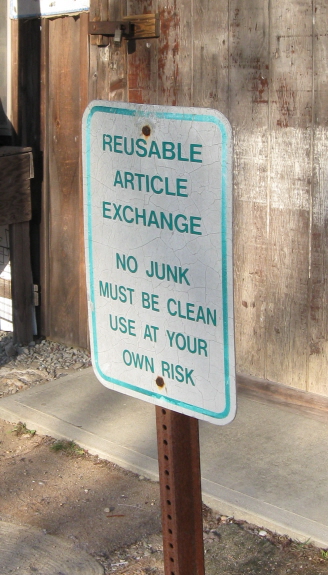 REUSABLE
ARTICLE
EXCHANGE
NO JUNK
MUST BE CLEAN
USE AT YOUR
OWN RISK